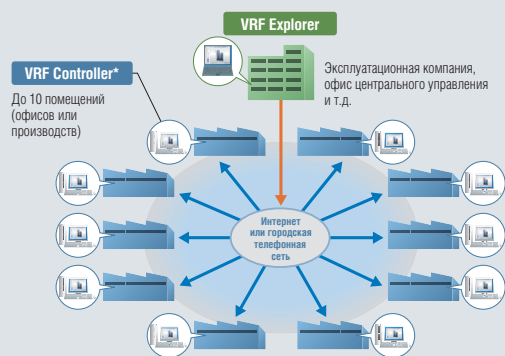 VRF Explorer
VRF Controller*
До 10 помещений
(офисов или
производств)
Эксплуатационная компания,
офис центрального управления
и т.д.
Интернет
или городская
телефонная
сеть